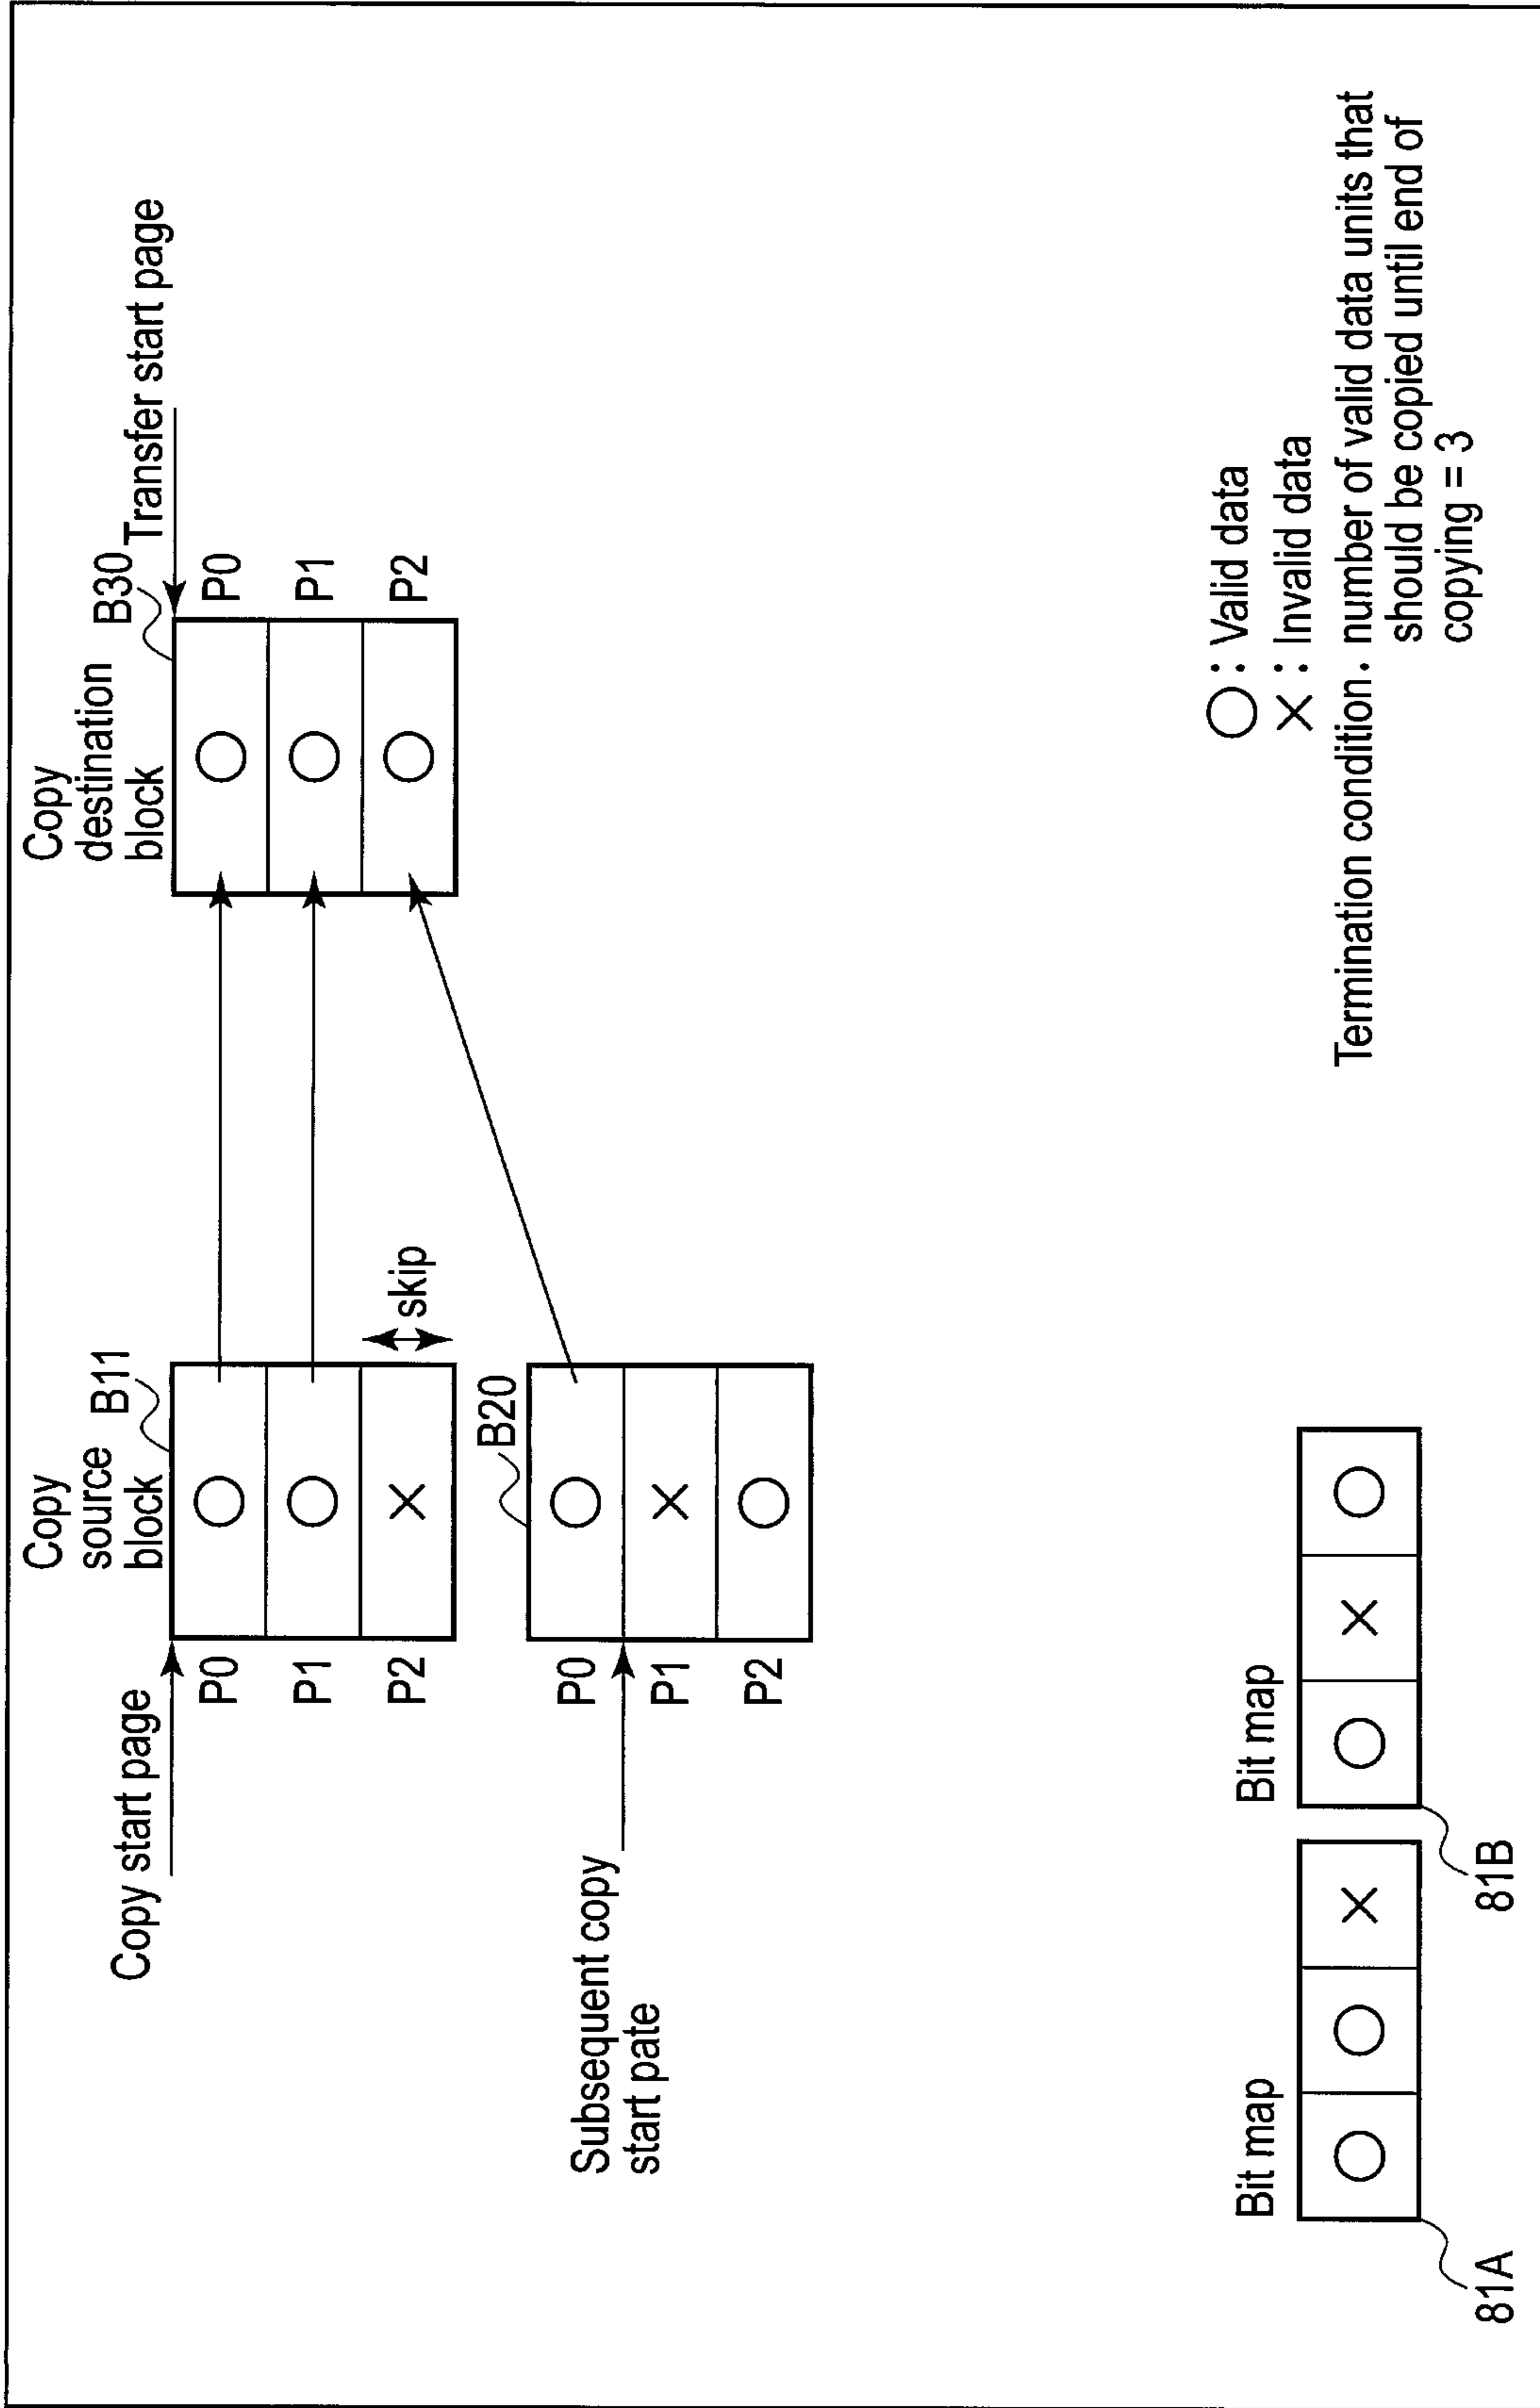 Copy
source
block
B11
Copy start page
P0
P1
P2
skip
B20
Subsequent copy
start pate
P0
P1
P2
Copy
destination
block
B30
Transfer start page
P0
P1
P2
Bit map
81A
Bit map
81B
: Valid data
: Invalid data
Termination condition. number of valid data units that
should be copied until end of
copying = 3